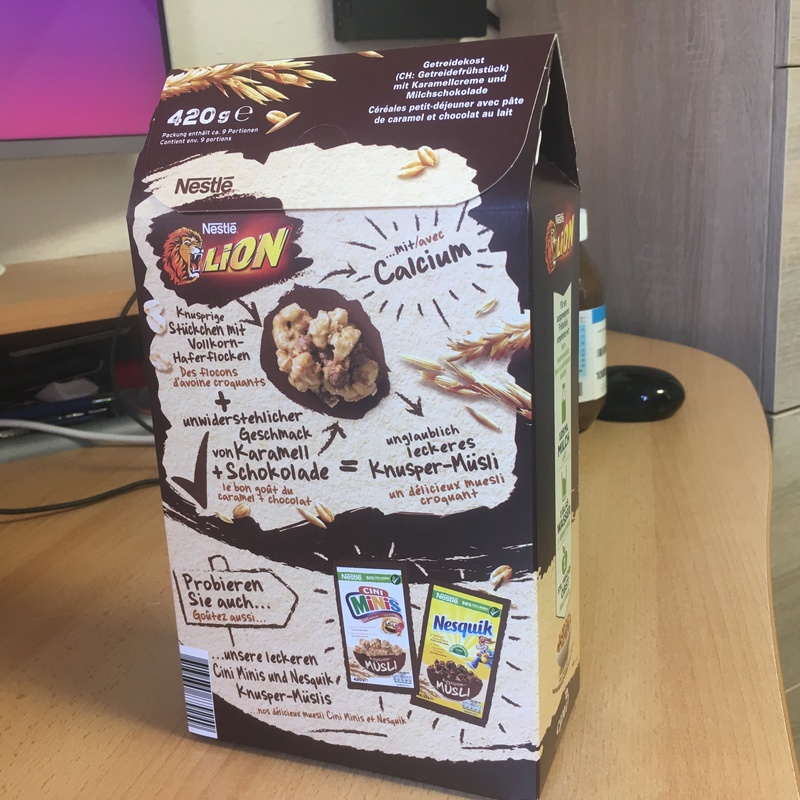 Getreidekost
(CH: Getreidefrühstück)
mit Karamellcreme und
Milchschokolade
Céréales petit-déjeuner avec pâte
de caramel et chocolat au lait
420 g e
Packung enthält ca. 9 Portionen
Contient env. 9 portions
Nestlé
Nestlé
LION
...mit/avec
Calcium
Knusprige
Stückchen mit
Vollkorn-
Haferflocken
Des flocons
d'avoine croquants
+
unwiderstehlicher
Geschmack
von Karamell
+ Schokolade
le bon goût du
caramel + chocolat
=
unglaublich
leckeres
Knusper-Müsli
un délicieux muesli
croquant
Probieren
Sie auch...
Goûtez aussi...
...unsere leckeren
Cini Minis und Nesquik
Knusper-Müslis
...nos délicieux muesli Cini Minis et Nesquik
Nestlé
CINI
MINIS
MÜSLI
Nestlé
Nesquik
MÜSLI
LION
MILCH